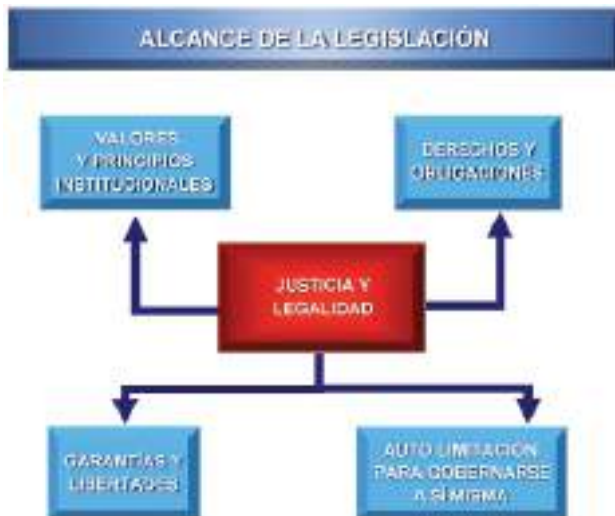 ALCANCE DE LA LEGISLACIÓN
VALORES
Y PRINCIPIOS
INSTITUCIONALES
DERECHOS Y
OBLIGACIONES
JUSTICIA Y
LEGALIDAD
GARANTÍAS Y
LIBERTADES
AUTO LIMITACIÓN
PARA GOBERNARSE
A SÍ MISMA